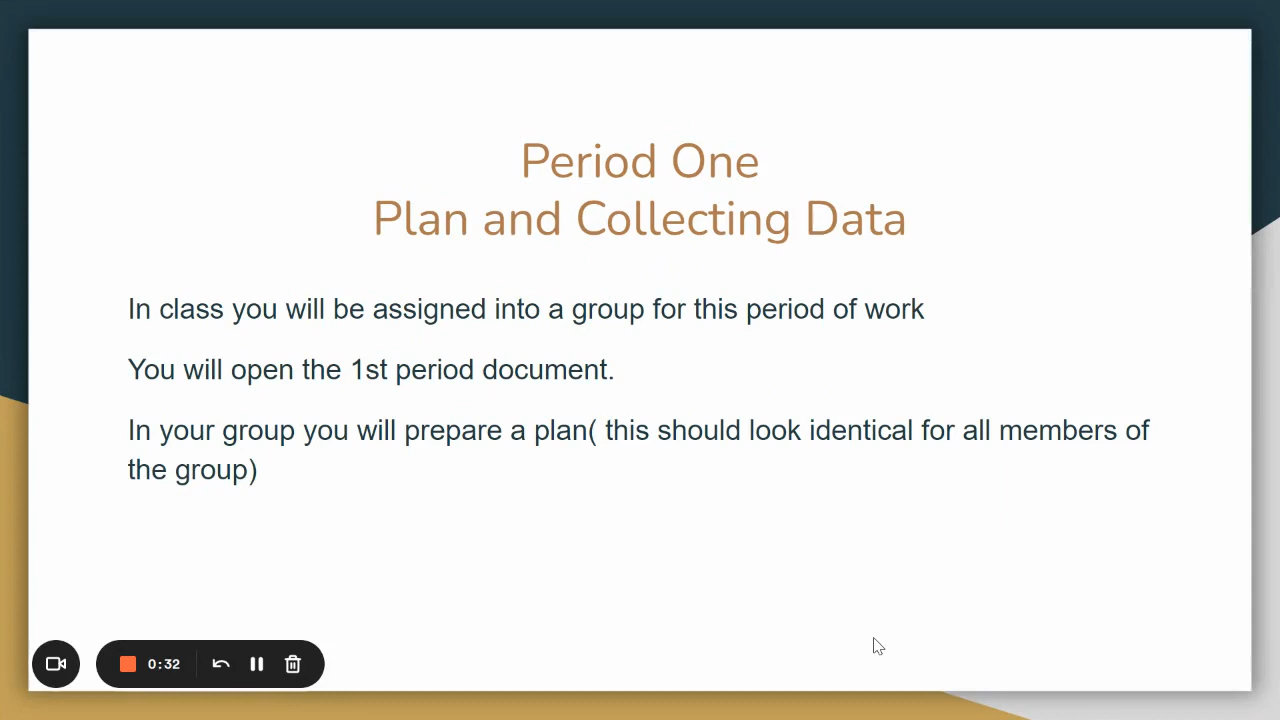 Period One
Plan and Collecting Data
In class you will be assigned into a group for this period of work
You will open the 1st period document.
In your group you will prepare a plan( this should look identical for all members of
the group)
0:32